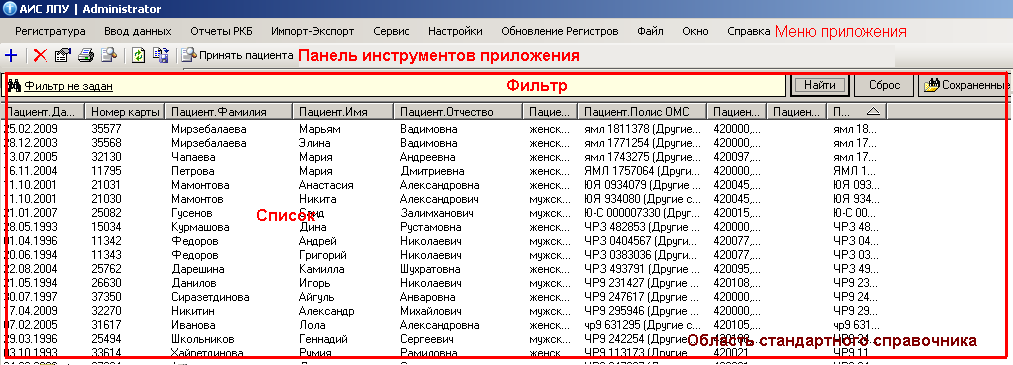 АИС ЛПУ | Administrator
Регистратура Ввод данных Отчеты РКБ Импорт-Экспорт Сервис Настройки Обновление Регистров Файл Окно Справка Меню приложения
Принять пациента Панель инструментов приложения
Фильтр не задан Фильтр Найти Сброс Сохраненные
Пациент.Да... Номер карты Пациент.Фамилия Пациент.Имя Пациент.Отчество Пацие... Пациент.Полис ОМС Пациен... Пациен... П...
25.02.2009 35577 Мирзебалаева Марьям Вадимовна женск... ямл 1811378 (Другие ... 420000,... ямл 18...
28.12.2003 35568 Мирзебалаева Элина Вадимовна женск... ямл 1771254 (Другие ... 420000,... ямл 17...
13.07.2005 32130 Чапаева Мария Андреевна женск... ямл 1743275 (Другие ... 420097,... ямл 17...
16.11.2004 11795 Петрова Мария Дмитриевна женск... ЯМЛ 1757064 (Другие... 420000,... ЯМЛ 1...
11.10.2001 21031 Мамонтова Анастасия Александровна женск... ЮЯ 0934079 (Другие ... 420045,... ЮЯ 093...
11.10.2001 21030 Мамонтов Никита Александрович мужск... ЮЯ 934080 (Другие с... 420045,... ЮЯ 934...
21.01.2007 25082 Гусенов Список Залимханович мужск... Ю-С 000007330 (Друг... 420015,... Ю-С 00...
28.05.1993 15034 Курмашова Дина Рустамовна женск... ЧРЗ 482853 (Другие ... 420000,... ЧРЗ 48...
01.04.1996 11342 Федоров Андрей Николаевич мужск... ЧРЗ 0404567 (Други... 420077,... ЧРЗ 04...
20.06.1994 11343 Федоров Григорий Николаевич мужск... ЧРЗ 0383036 (Други... 420077,... ЧРЗ 03...
22.08.2004 25762 Дарешина Камилла Шухратовна женск... ЧРЗ 493791 (Другие ... 420095,... ЧРЗ 49...
21.05.1994 26630 Данилов Игорь Николаевич мужск... ЧР9 231427 (Другие ... 420108,... ЧР9 23...
30.07.1997 37350 Сиразетдинова Айгуль Анваровна женск... ЧР9 247617 (Другие ... 420000,... ЧР9 24...
17.04.2009 32270 Никитин Александр Михайлович мужск... ЧР9 295946 (Другие ... 420000,... ЧР9 29...
07.02.2005 31617 Иванова Лола Александровна женск... чр9 631295 (Другие с... 420105,... чр9 631...
29.03.1996 25494 Школьников Геннадий Сергеевич мужск... ЧР9 242254 (Другие ... Область стандартного справочника
03.10.1993 33614 Хайретдинова Румия Рамиловна женск... ЧР9 113173 (Другие ... 420021 ЧР9 11